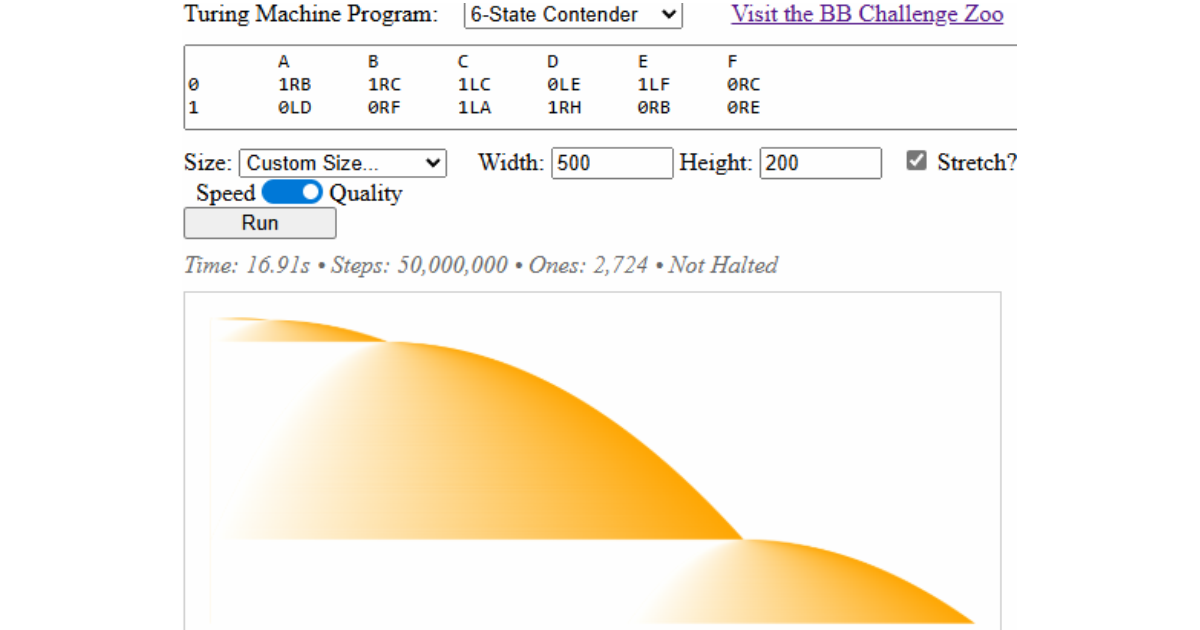 Turing Machine Program: 6-State Contender Visit the BB Challenge Zoo
A B C D E F
0 1RB 1RC 1LC 0LE 1LF 0RC
1 0LD 0RF 1LA 1RH 0RB 0RE
Size: Custom Size... Width: 500 Height: 200 Stretch?
Speed Quality
Run
Time: 16.91s • Steps: 50,000,000 • Ones: 2,724 • Not Halted